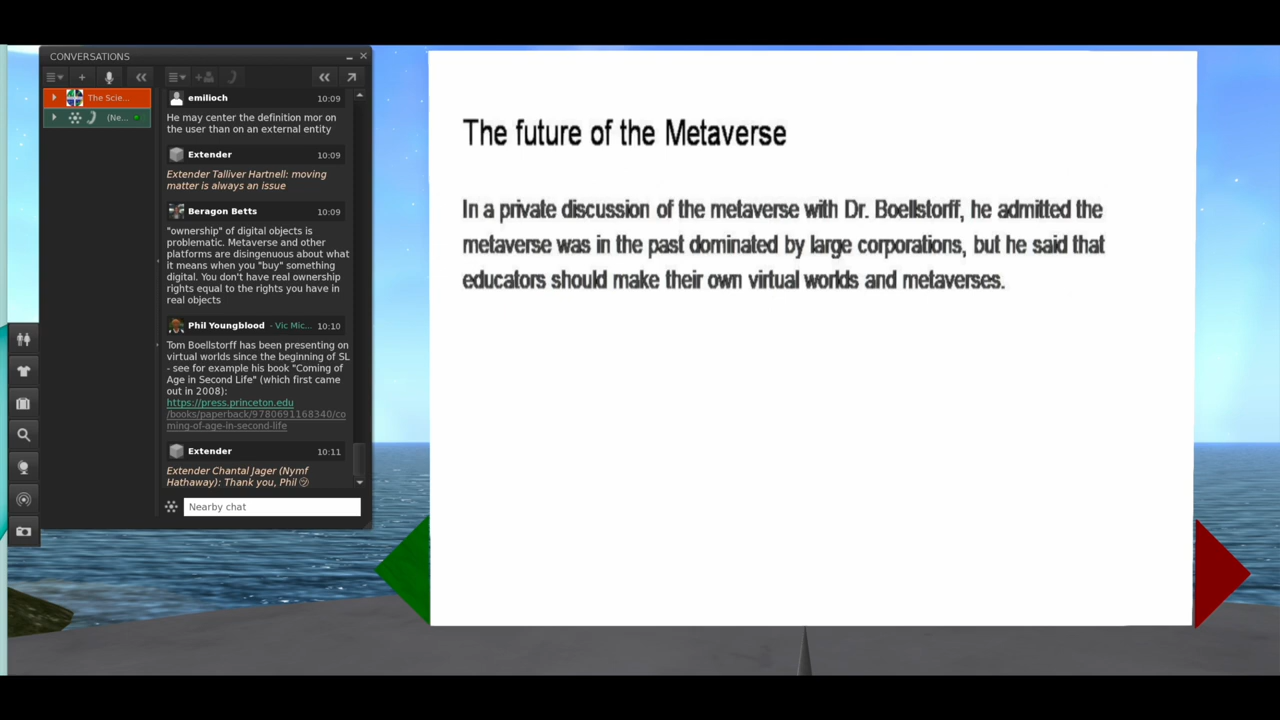 CONVERSATIONS
The Scie...
(Ne...
emilioch 10:09
He may center the definition mor on
the user than on an external entity
Extender 10:09
Extender Talliver Hartnell: moving
matter is always an issue
Beragon Betts 10:09
"ownership" of digital objects is
problematic. Metaverse and other
platforms are disingenuous about what
it means when you "buy" something
digital. You don't have real ownership
rights equal to the rights you have in
real objects
Phil Youngblood - Vic Mic... 10:10
Tom Boellstorff has been presenting on
virtual worlds since the beginning of SL
- see for example his book "Coming of
Age in Second Life" (which first came
out in 2008):
https://press.princeton.edu
/books/paperback/9780691168340/co
ming-of-age-in-second-life
Extender 10:11
Extender Chantal Jager (Nymf
Hathaway): Thank you, Phil ㋡
Nearby chat
The future of the Metaverse
In a private discussion of the metaverse with Dr. Boellstorff, he admitted the
metaverse was in the past dominated by large corporations, but he said that
educators should make their own virtual worlds and metaverses.